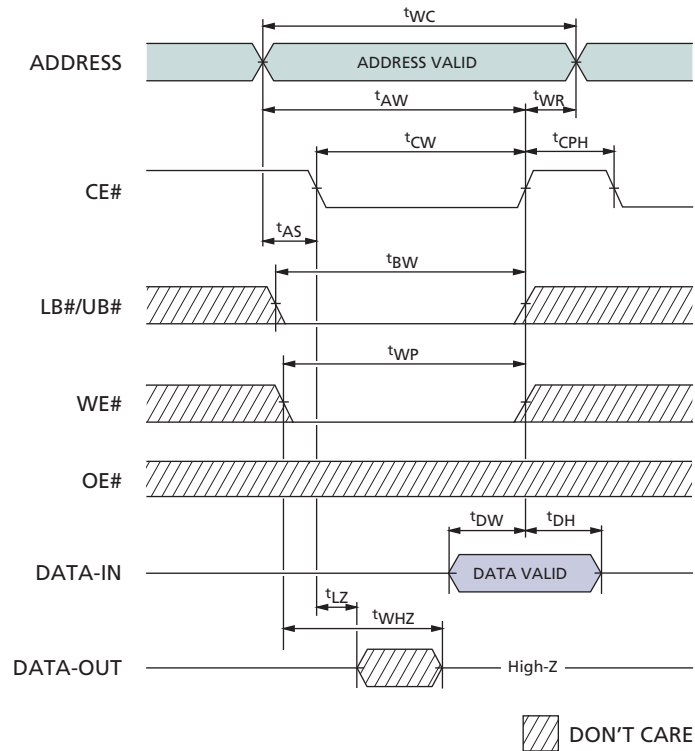 tWC
ADDRESS
ADDRESS VALID
tAW
tWR
tCW
tCPH
CE#
tAS
tBW
LB#/UB#
tWP
WE#
OE#
tDW
tDH
DATA-IN
DATA VALID
tLZ
tWHZ
DATA-OUT
High-Z
DON'T CARE